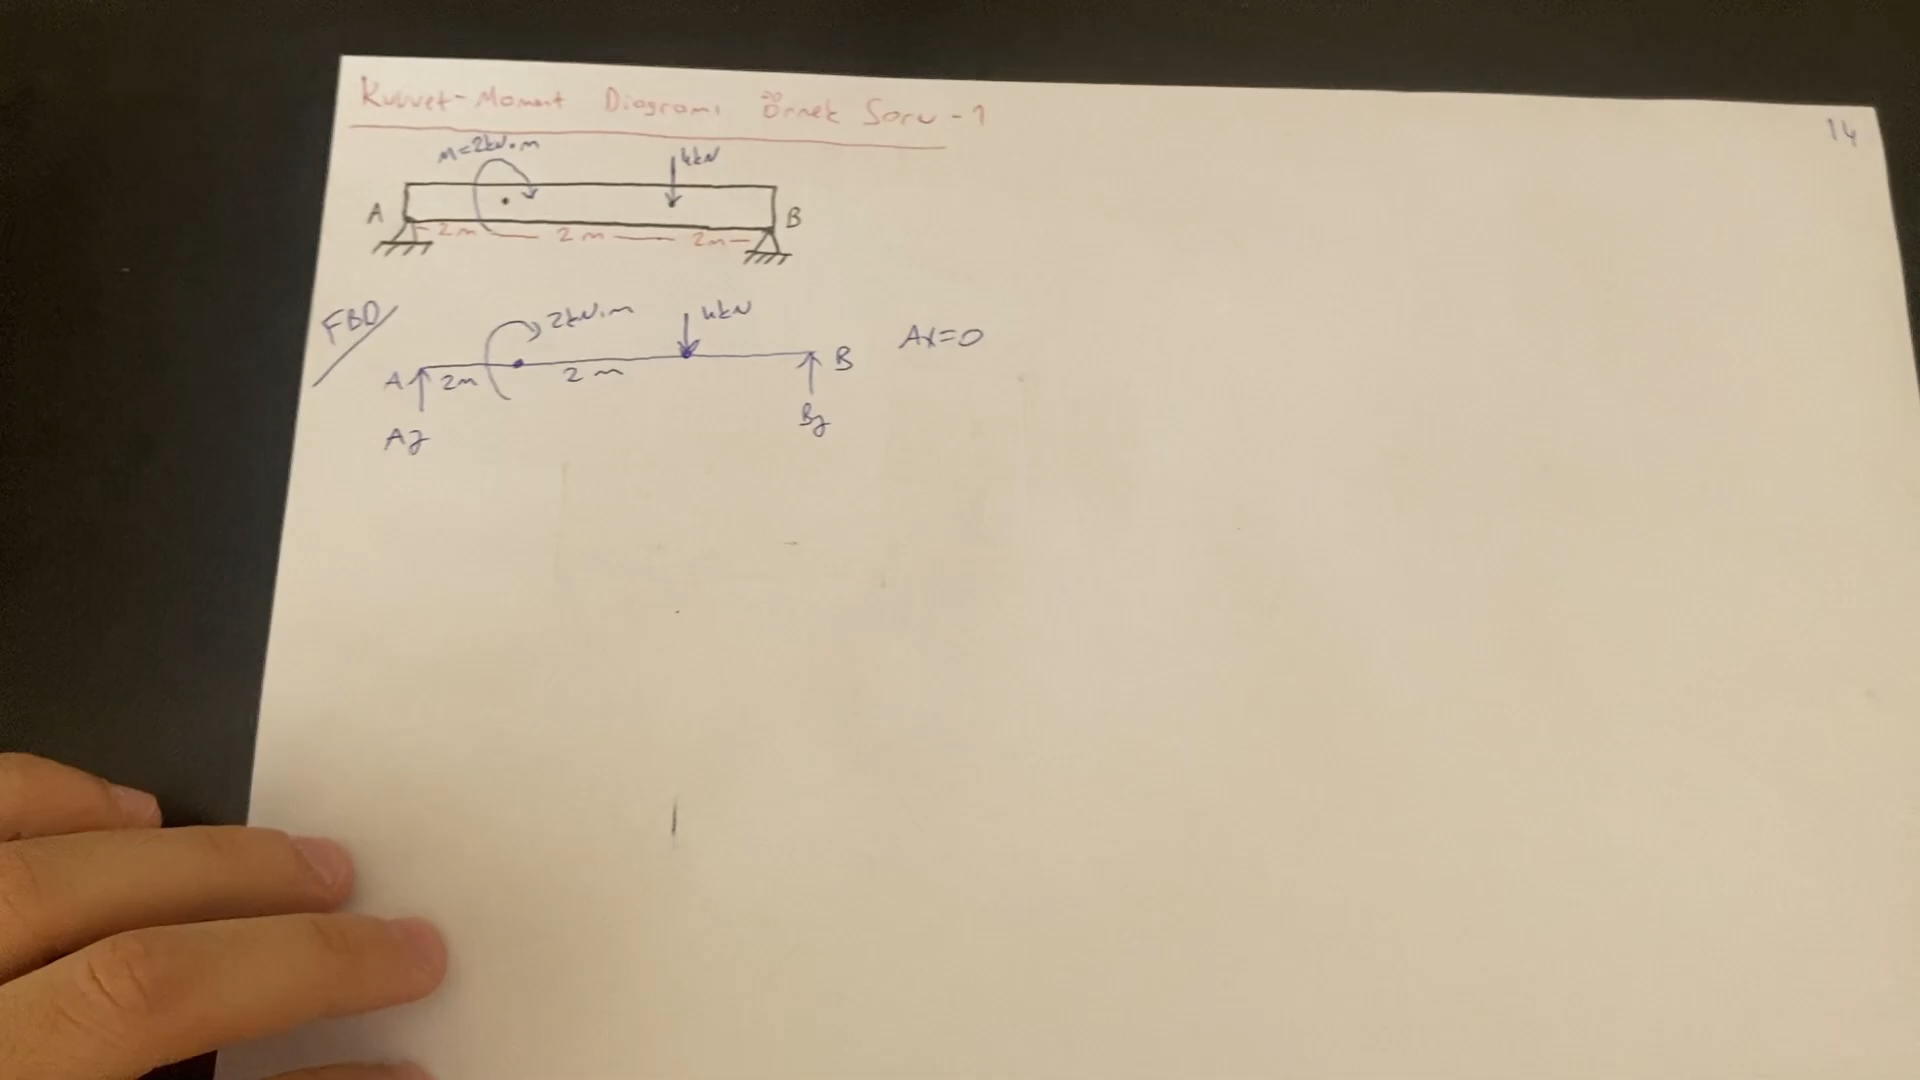 Kuvvet-Moment Diagramı Örnek Soru-1
14
M=2kN.m
4kN
A
B
2m
2m
2m
FBD
2kN.m
4kN
Ax=0
A
2m
2m
B
Ay
By